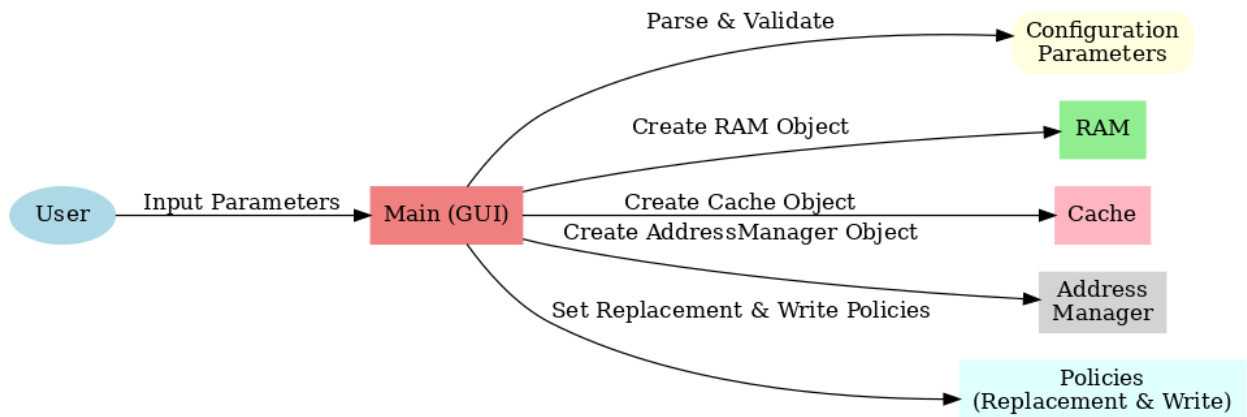 Parse & Validate
Configuration
Parameters
Create RAM Object
RAM
User
Input Parameters
Main (GUI)
Create Cache Object
Cache
Create AddressManager Object
Address
Manager
Set Replacement & Write Policies
Policies
(Replacement & Write)